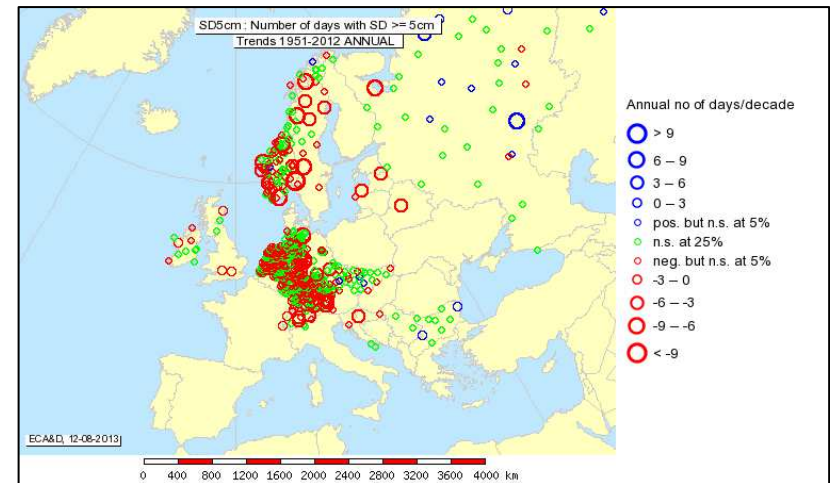 SD5cm : Number of days with SD >= 5cm
Trends 1951-2012 ANNUAL
Annual no of days/decade
> 9
6 – 9
3 – 6
0 – 3
pos. but n.s. at 5%
n.s. at 25%
neg. but n.s. at 5%
-3 – 0
-6 – -3
-9 – -6
< -9
ECA&D, 12-08-2013
0 400 800 1200 1600 2000 2400 2800 3200 3600 4000 km